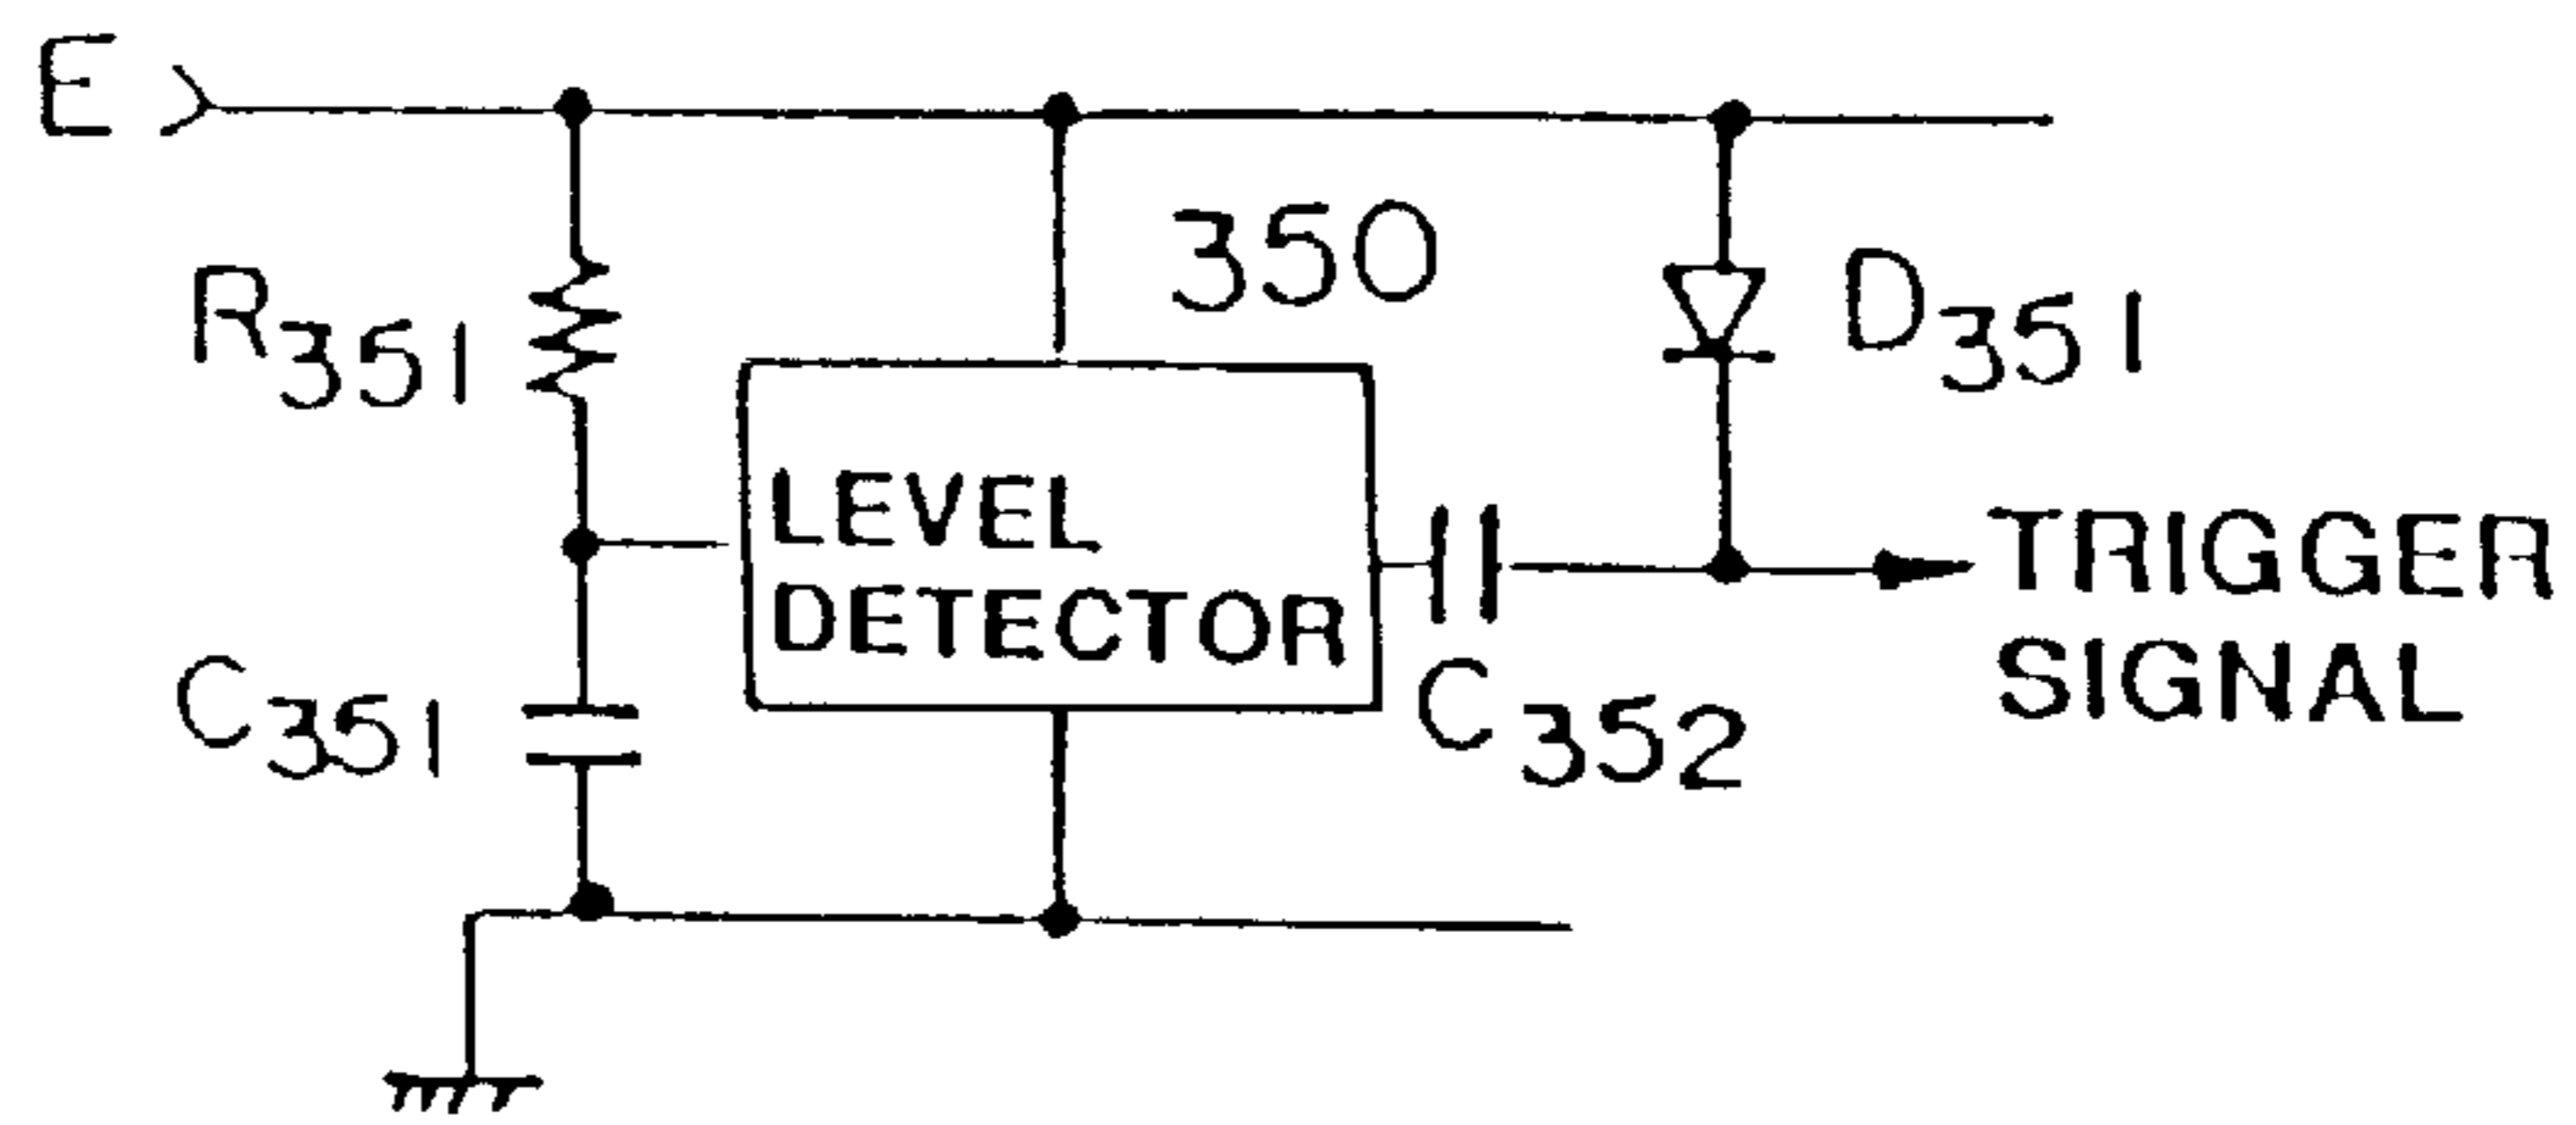 E
350
R351
D351
LEVEL
DETECTOR
TRIGGER
SIGNAL
C351
C352